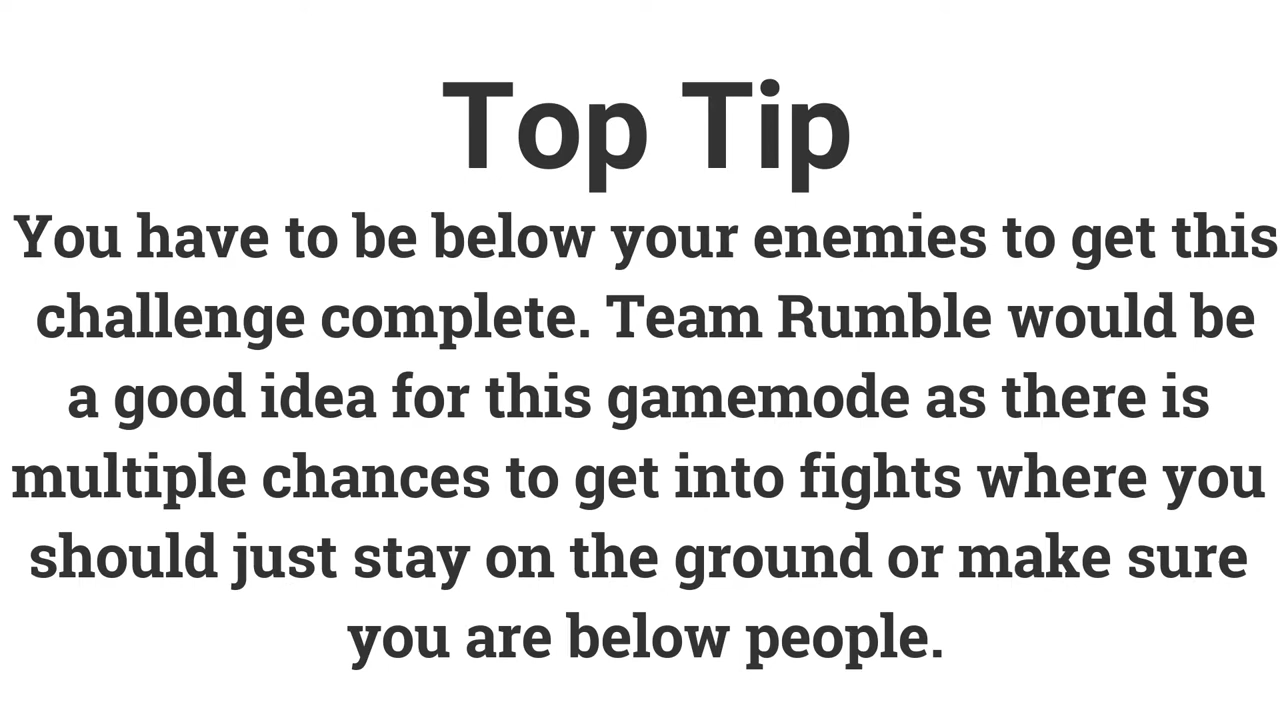 Top Tip
You have to be below your enemies to get this
challenge complete. Team Rumble would be
a good idea for this gamemode as there is
multiple chances to get into fights where you
should just stay on the ground or make sure
you are below people.